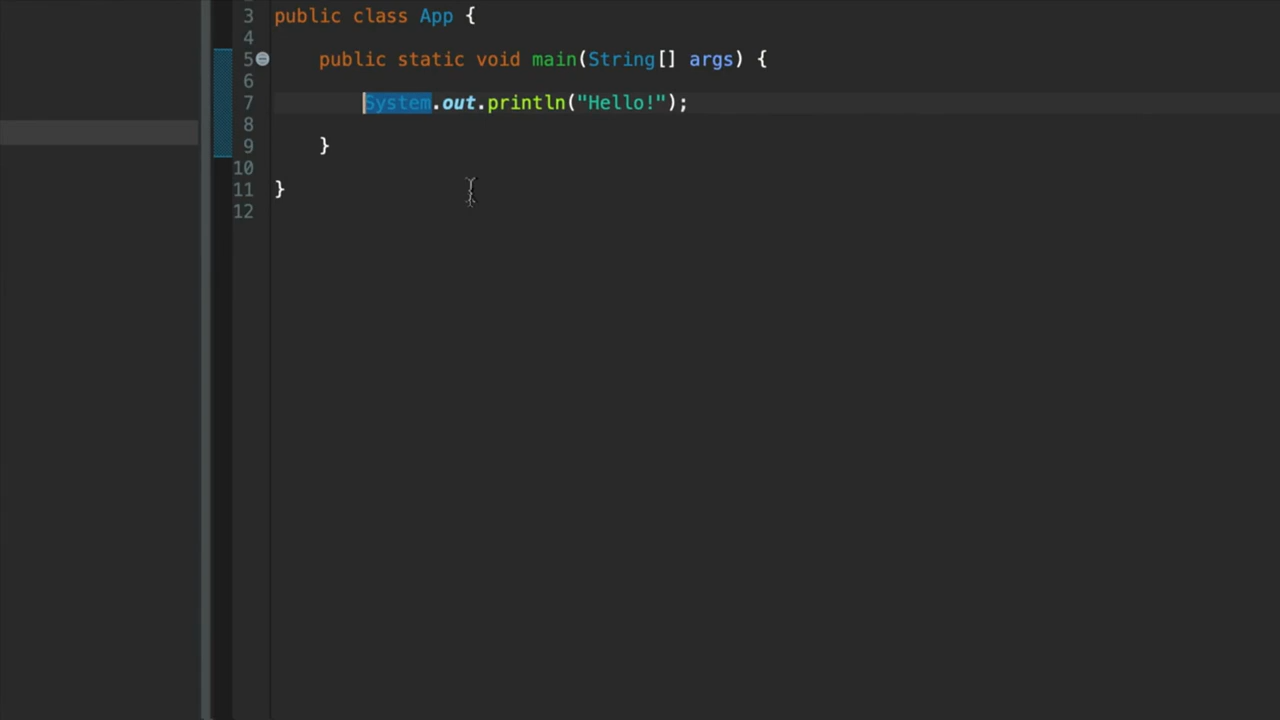 3 public class App {
4
5 public static void main(String[] args) {
6
7 System.out.println("Hello!");
8
9 }
10
11 }
12